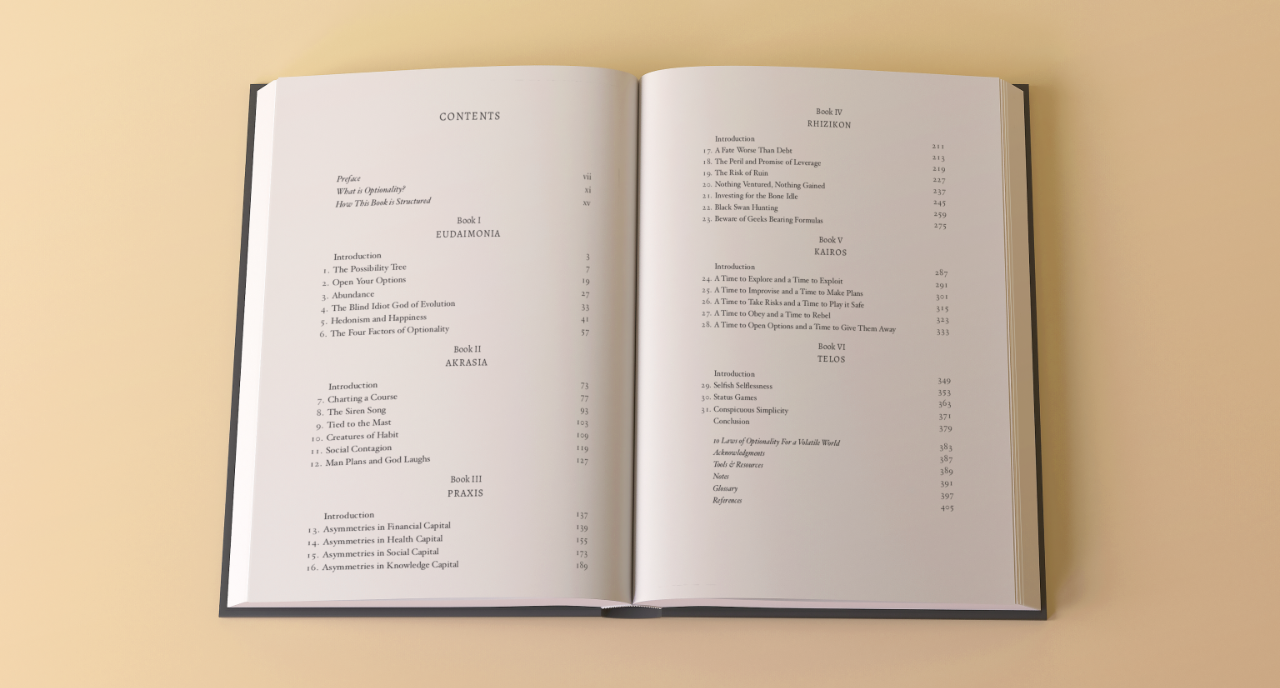 CONTENTS
Preface vii
What is Optionality? xi
How This Book is Structured xv
Book I
EUDAIMONIA
Introduction 3
1. The Possibility Tree 7
2. Open Your Options 19
3. Abundance 27
4. The Blind Idiot God of Evolution 33
5. Hedonism and Happiness 41
6. The Four Factors of Optionality 57
Book II
AKRASIA
Introduction 73
7. Charting a Course 77
8. The Siren Song 93
9. Tied to the Mast 103
10. Creatures of Habit 109
11. Social Contagion 119
12. Man Plans and God Laughs 127
Book III
PRAXIS
Introduction 137
13. Asymmetries in Financial Capital 139
14. Asymmetries in Health Capital 155
15. Asymmetries in Social Capital 173
16. Asymmetries in Knowledge Capital 189
Book IV
RHIZIKON
Introduction 211
17. A Fate Worse Than Debt 213
18. The Peril and Promise of Leverage 219
19. The Risk of Ruin 227
20. Nothing Ventured, Nothing Gained 237
21. Investing for the Bone Idle 245
22. Black Swan Hunting 259
23. Beware of Geeks Bearing Formulas 275
Book V
KAIROS
Introduction 287
24. A Time to Explore and a Time to Exploit 291
25. A Time to Improvise and a Time to Make Plans 301
26. A Time to Take Risks and a Time to Play it Safe 315
27. A Time to Obey and a Time to Rebel 323
28. A Time to Open Options and a Time to Give Them Away 333
Book VI
TELOS
Introduction 349
29. Selfish Selflessness 353
30. Status Games 363
31. Conspicuous Simplicity 371
Conclusion 379
10 Laws of Optionality For a Volatile World 383
Acknowledgments 387
Tools & Resources 389
Notes 391
Glossary 397
References 405